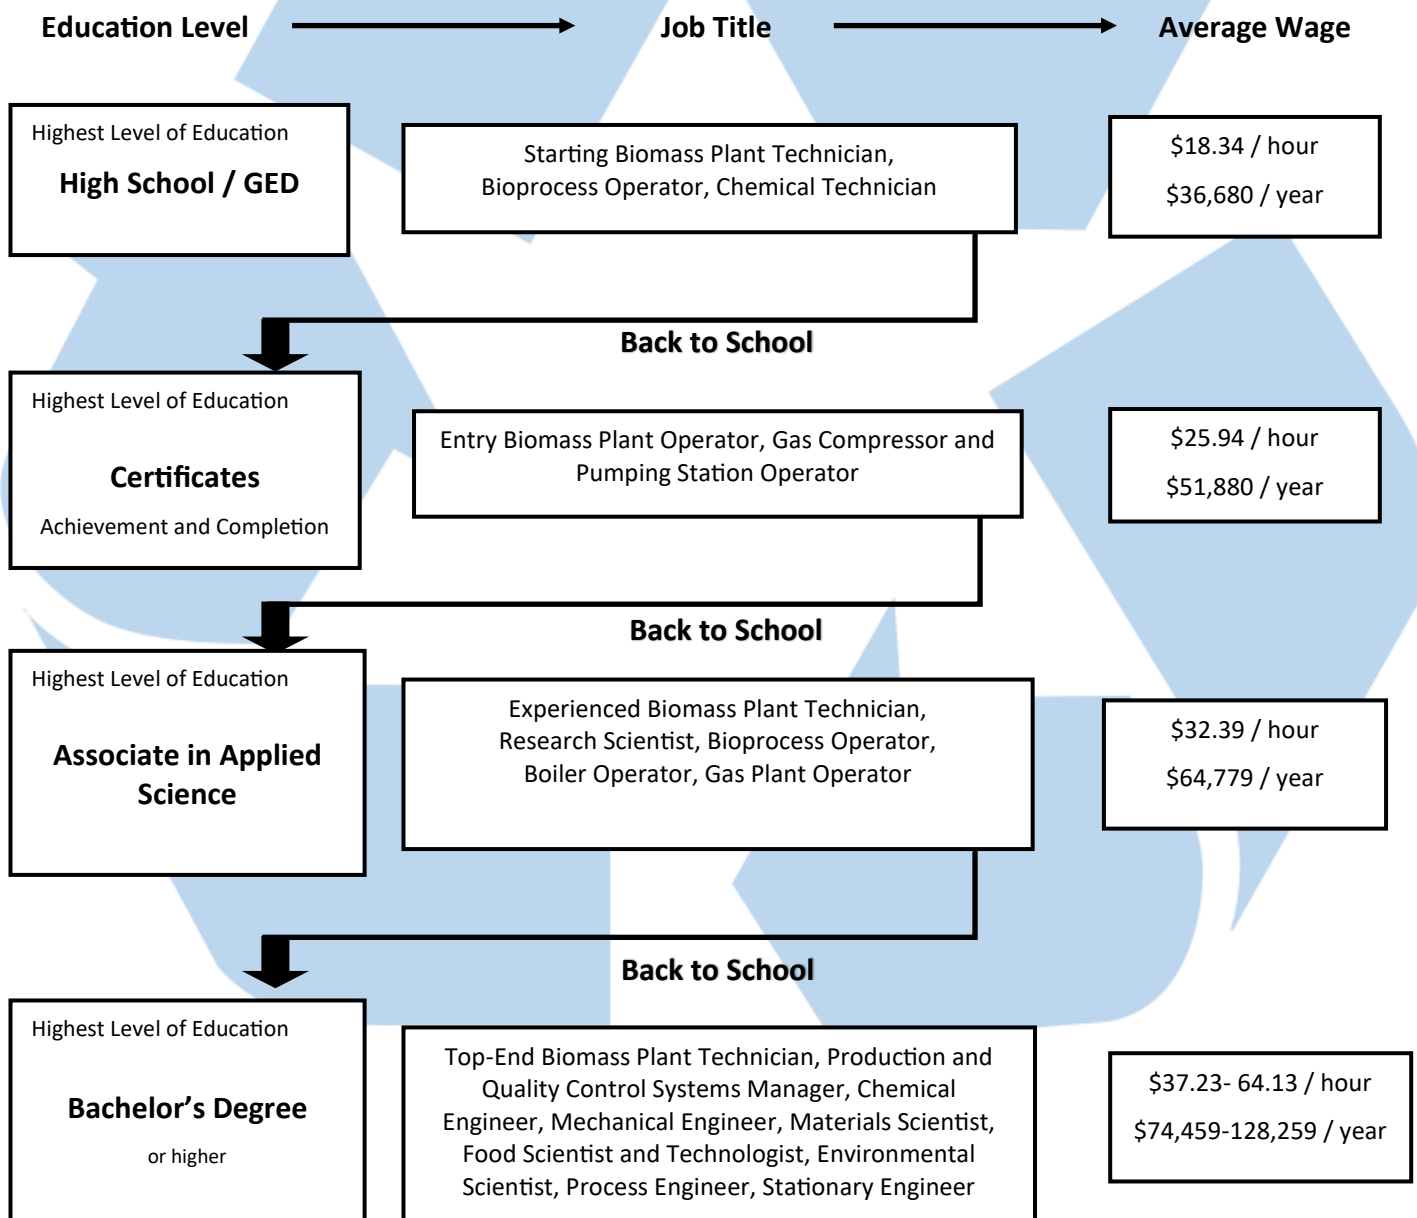 Education Level
Job Title
Average Wage
Highest Level of Education
High School / GED
Starting Biomass Plant Technician,
Bioprocess Operator, Chemical Technician
$18.34 / hour
$36,680 / year
Back to School
Highest Level of Education
Certificates
Achievement and Completion
Entry Biomass Plant Operator, Gas Compressor and
Pumping Station Operator
$25.94 / hour
$51,880 / year
Back to School
Highest Level of Education
Associate in Applied
Science
Experienced Biomass Plant Technician,
Research Scientist, Bioprocess Operator,
Boiler Operator, Gas Plant Operator
$32.39 / hour
$64,779 / year
Back to School
Highest Level of Education
Bachelor’s Degree
or higher
Top-End Biomass Plant Technician, Production and
Quality Control Systems Manager, Chemical
Engineer, Mechanical Engineer, Materials Scientist,
Food Scientist and Technologist, Environmental
Scientist, Process Engineer, Stationary Engineer
$37.23- 64.13 / hour
$74,459-128,259 / year